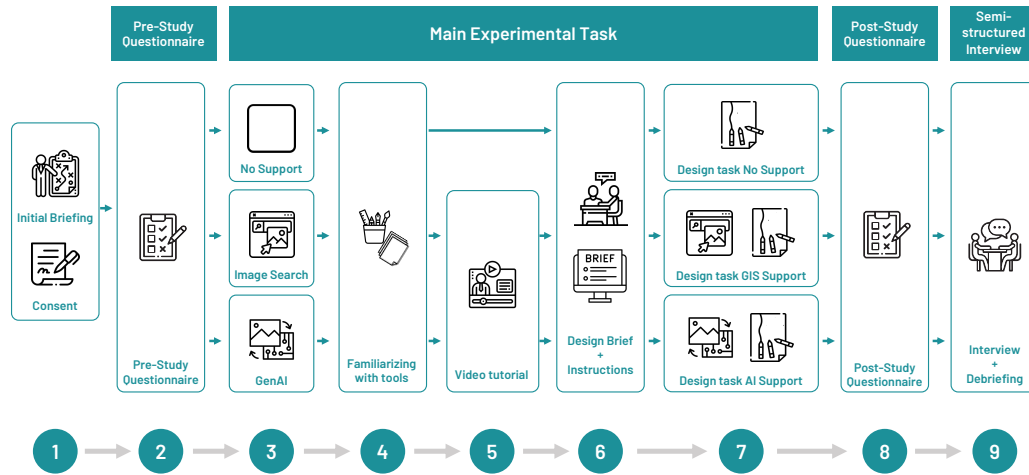 Pre-Study
Questionnaire
Main Experimental Task
Post-Study
Questionnaire
Semi-
structured
Interview
Initial Briefing
Consent
Pre-Study
Questionnaire
No Support
Image Search
GenAI
Familiarizing
with tools
Video tutorial
BRIEF
Design Brief
+
Instructions
Design task No Support
Design task GIS Support
Design task AI Support
Post-Study
Questionnaire
Interview
+
Debriefing
1
2
3
4
5
6
7
8
9